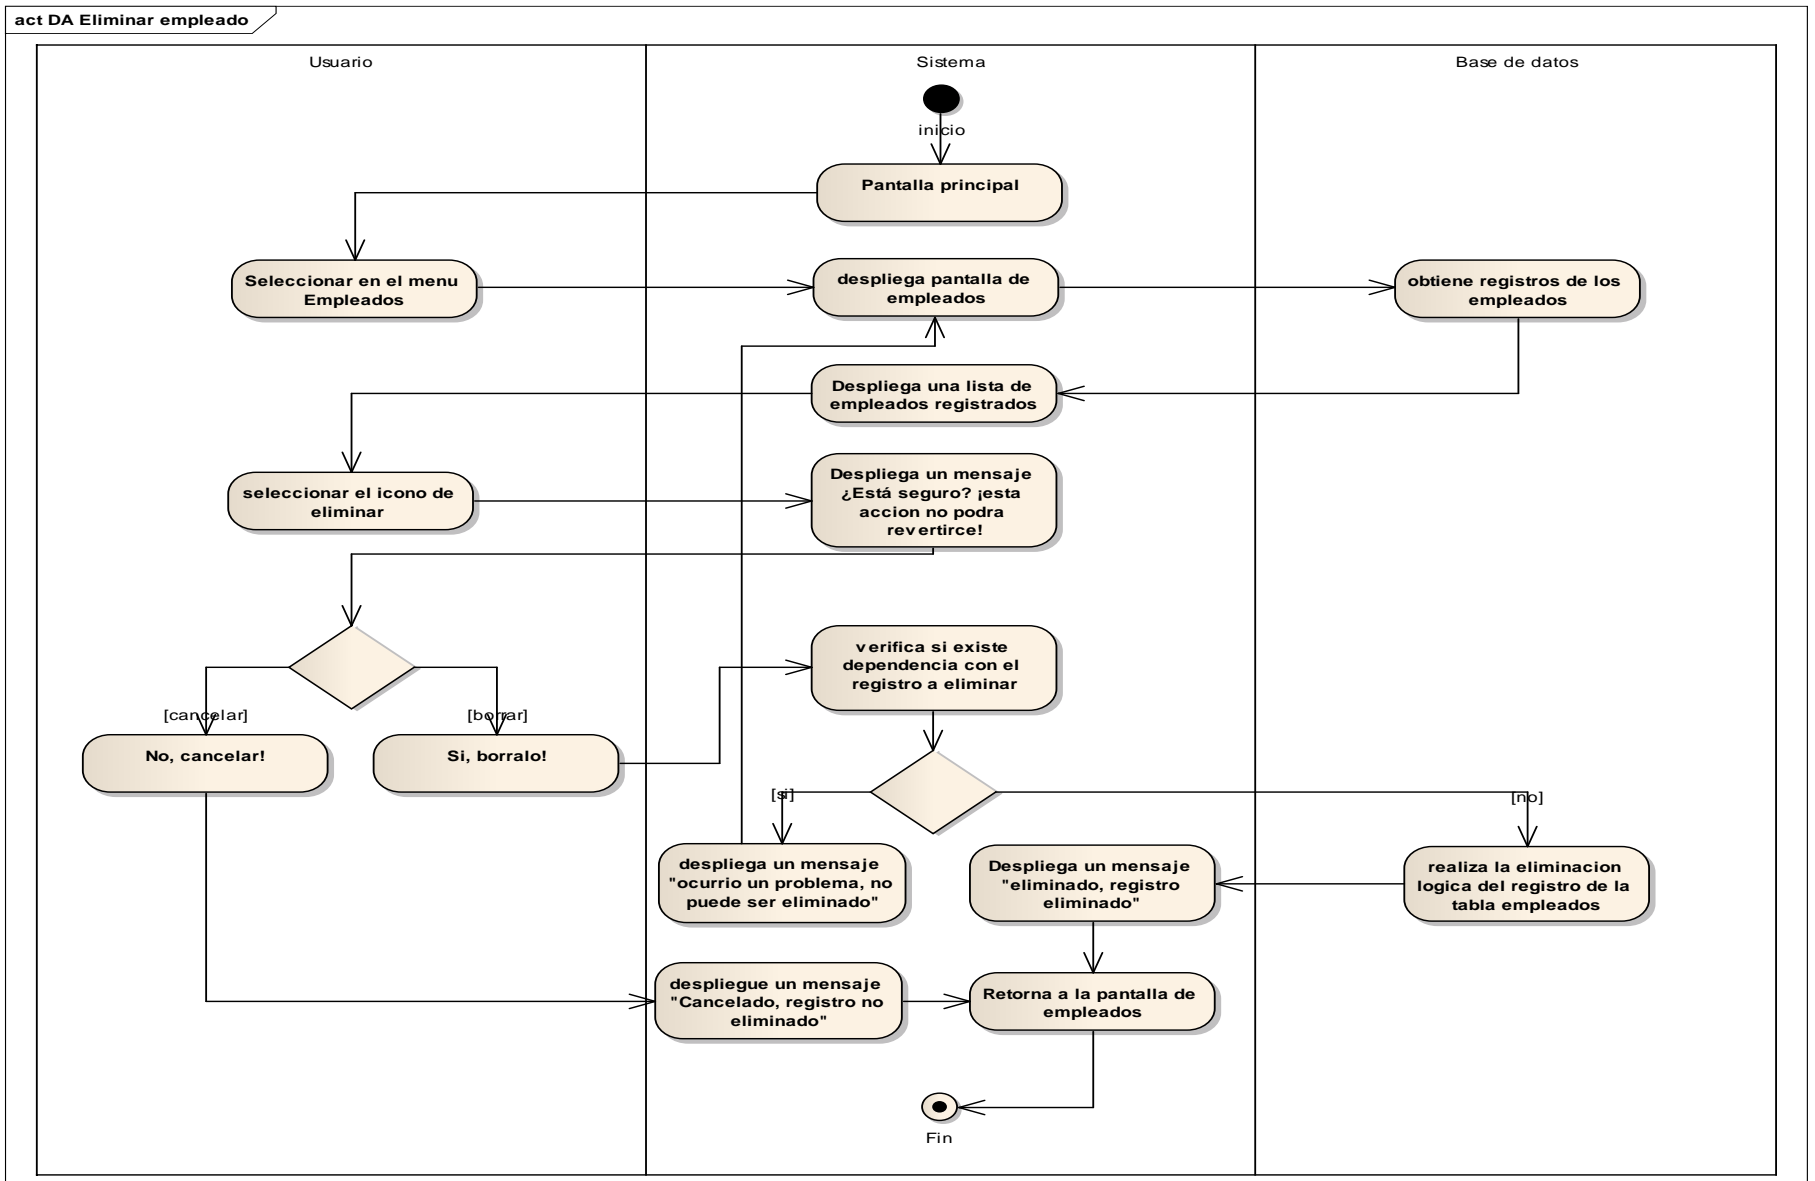 act DA Eliminar empleado
Usuario
Sistema
Base de datos
inicio
Pantalla principal
Seleccionar en el menu
Empleados
despliega pantalla de
empleados
obtiene registros de los
empleados
Despliega una lista de
empleados registrados
seleccionar el icono de
eliminar
Despliega un mensaje
¿Está seguro? ¡esta
accion no podra
revertirce!
verifica si existe
dependencia con el
registro a eliminar
[cancelar]
[borrar]
No, cancelar!
Si, borralo!
[si]
[no]
despliega un mensaje
"ocurrio un problema, no
puede ser eliminado"
Despliega un mensaje
"eliminado, registro
eliminado"
realiza la eliminacion
logica del registro de la
tabla empleados
despliegue un mensaje
"Cancelado, registro no
eliminado"
Retorna a la pantalla de
empleados
Fin